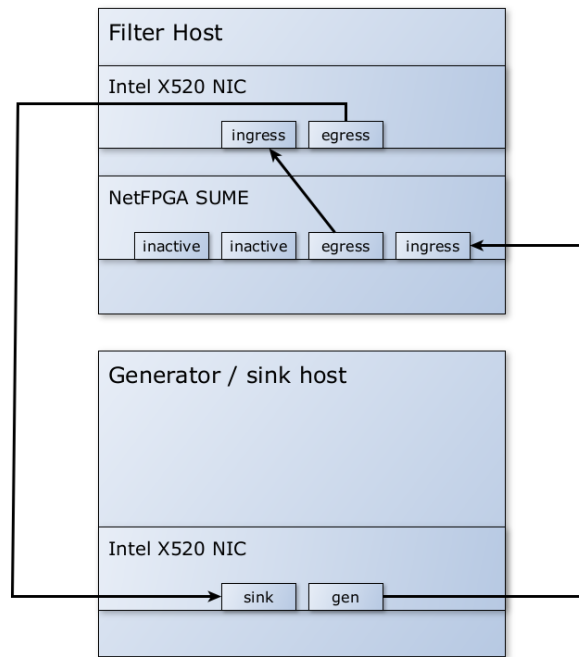 Filter Host
Intel X520 NIC
ingress egress
NetFPGA SUME
inactive inactive egress ingress
Generator / sink host
Intel X520 NIC
sink gen